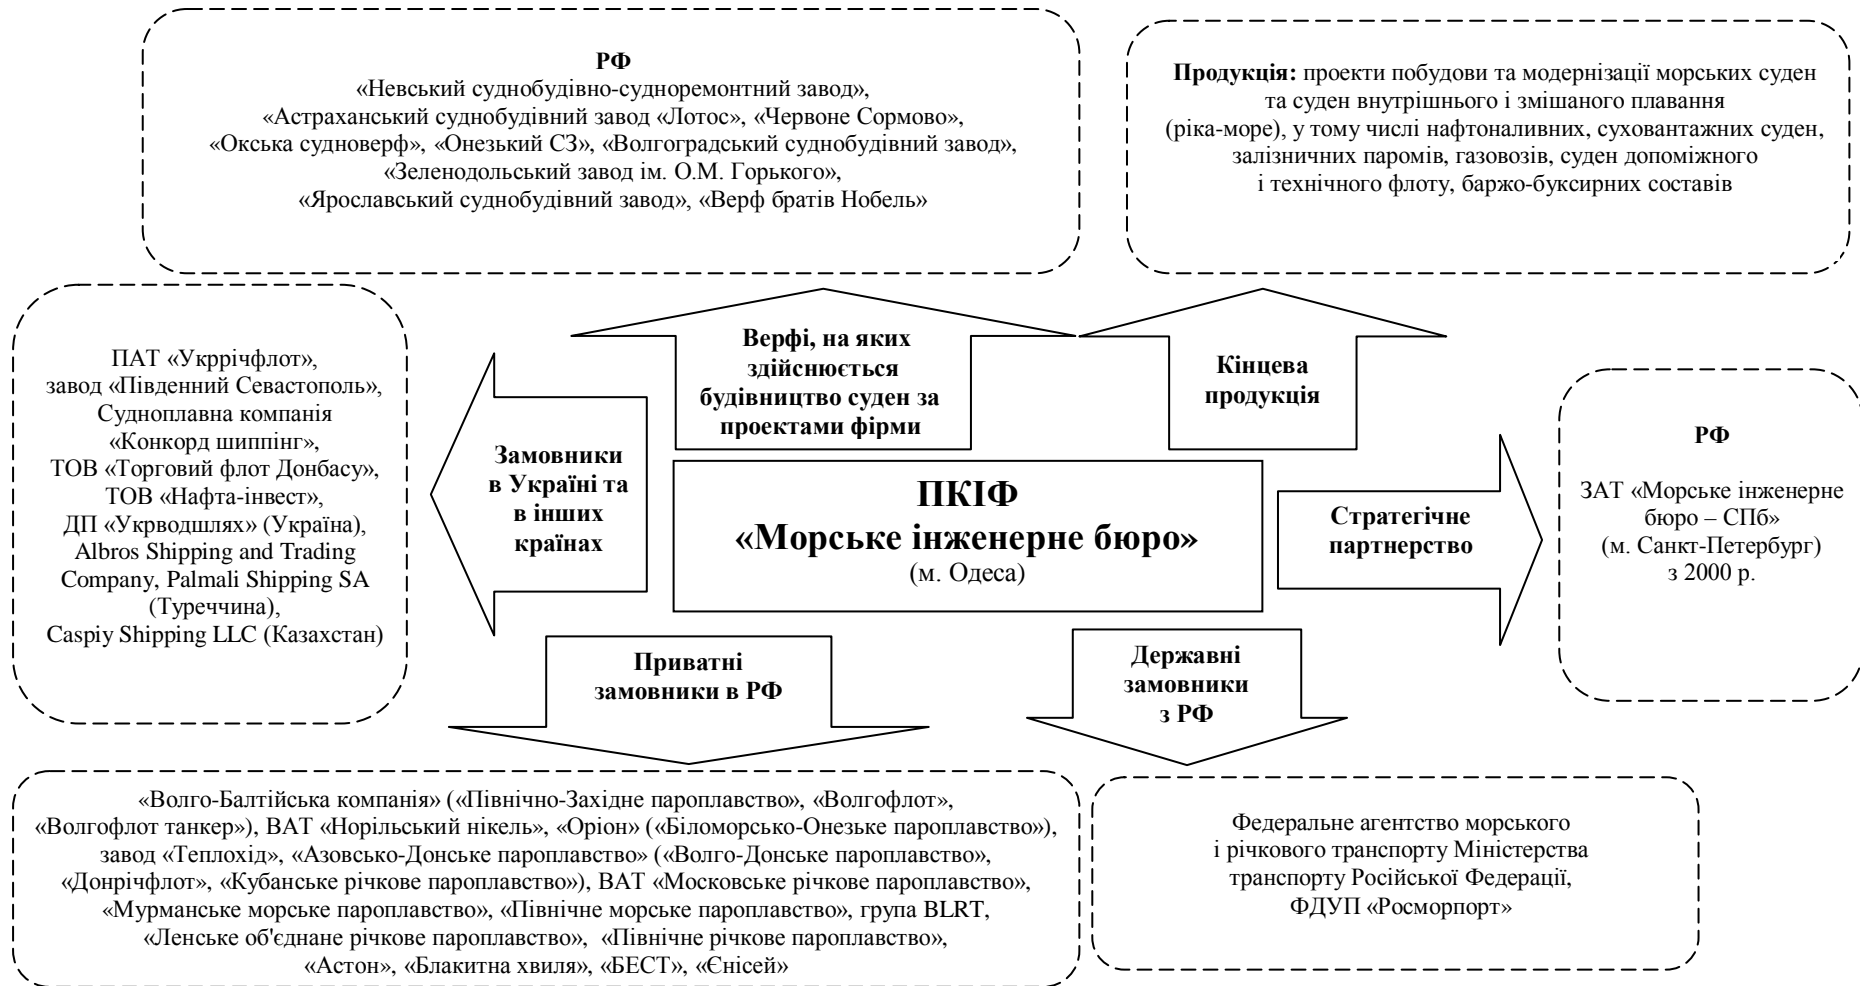 РФ
«Невський суднобудівно-судноремонтний завод»,
«Астраханський суднобудівний завод «Лотос», «Червоне Сормово»,
«Окська судноверф», «Онезький СЗ», «Волгоградський суднобудівний завод»,
«Зеленодольський завод ім. О.М. Горького»,
«Ярославський суднобудівний завод», «Верф братів Нобель»
Продукція: проекти побудови та модернізації морських суден
та суден внутрішнього і змішаного плавання
(ріка-море), у тому числі нафтоналивних, суховантажних суден,
залізничних паромів, газовозів, суден допоміжного
і технічного флоту, баржо-буксирних составів
Верфі, на яких
здійснюється
будівництво суден за
проектами фірми
Кінцева
продукція
ПАТ «Укррічфлот»,
завод «Південний Севастополь»,
Судноплавна компанія
«Конкорд шиппінг»,
ТОВ «Торговий флот Донбасу»,
ТОВ «Нафта-інвест»,
ДП «Укрводшлях» (Україна),
Albros Shipping and Trading
Company, Palmali Shipping SA
(Туреччина),
Caspiy Shipping LLC (Казахстан)
Замовники
в Україні та
в інших
країнах
ПКІФ
«Морське інженерне бюро»
(м. Одеса)
Стратегічне
партнерство
РФ
ЗАТ «Морське інженерне
бюро – СПб»
(м. Санкт-Петербург)
з 2000 р.
Приватні
замовники в РФ
Державні
замовники
з РФ
«Волго-Балтійська компанія» («Північно-Західне пароплавство», «Волгофлот»,
«Волгофлот танкер»), ВАТ «Норільський нікель», «Оріон» («Біломорсько-Онезьке пароплавство»),
завод «Теплохід», «Азовсько-Донське пароплавство» («Волго-Донське пароплавство»,
«Донрічфлот», «Кубанське річкове пароплавство»), ВАТ «Московське річкове пароплавство»,
«Мурманське морське пароплавство», «Північне морське пароплавство», група BLRT,
«Ленське об'єднане річкове пароплавство», «Північне річкове пароплавство»,
«Астон», «Блакитна хвиля», «БЕСТ», «Єнісей»
Федеральне агентство морського
і річкового транспорту Міністерства
транспорту Російської Федерації,
ФДУП «Росморпорт»